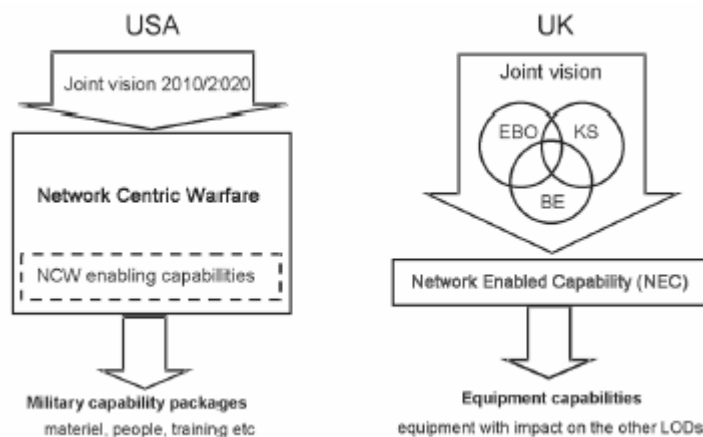 USA
Joint vision 2010/2020
Network Centric Warfare
NCW enabling capabilities
Military capability packages
materiel, people, training etc
UK
Joint vision
EBO
KS
BE
Network Enabled Capability (NEC)
Equipment capabilities
equipment with impact on the other LODs